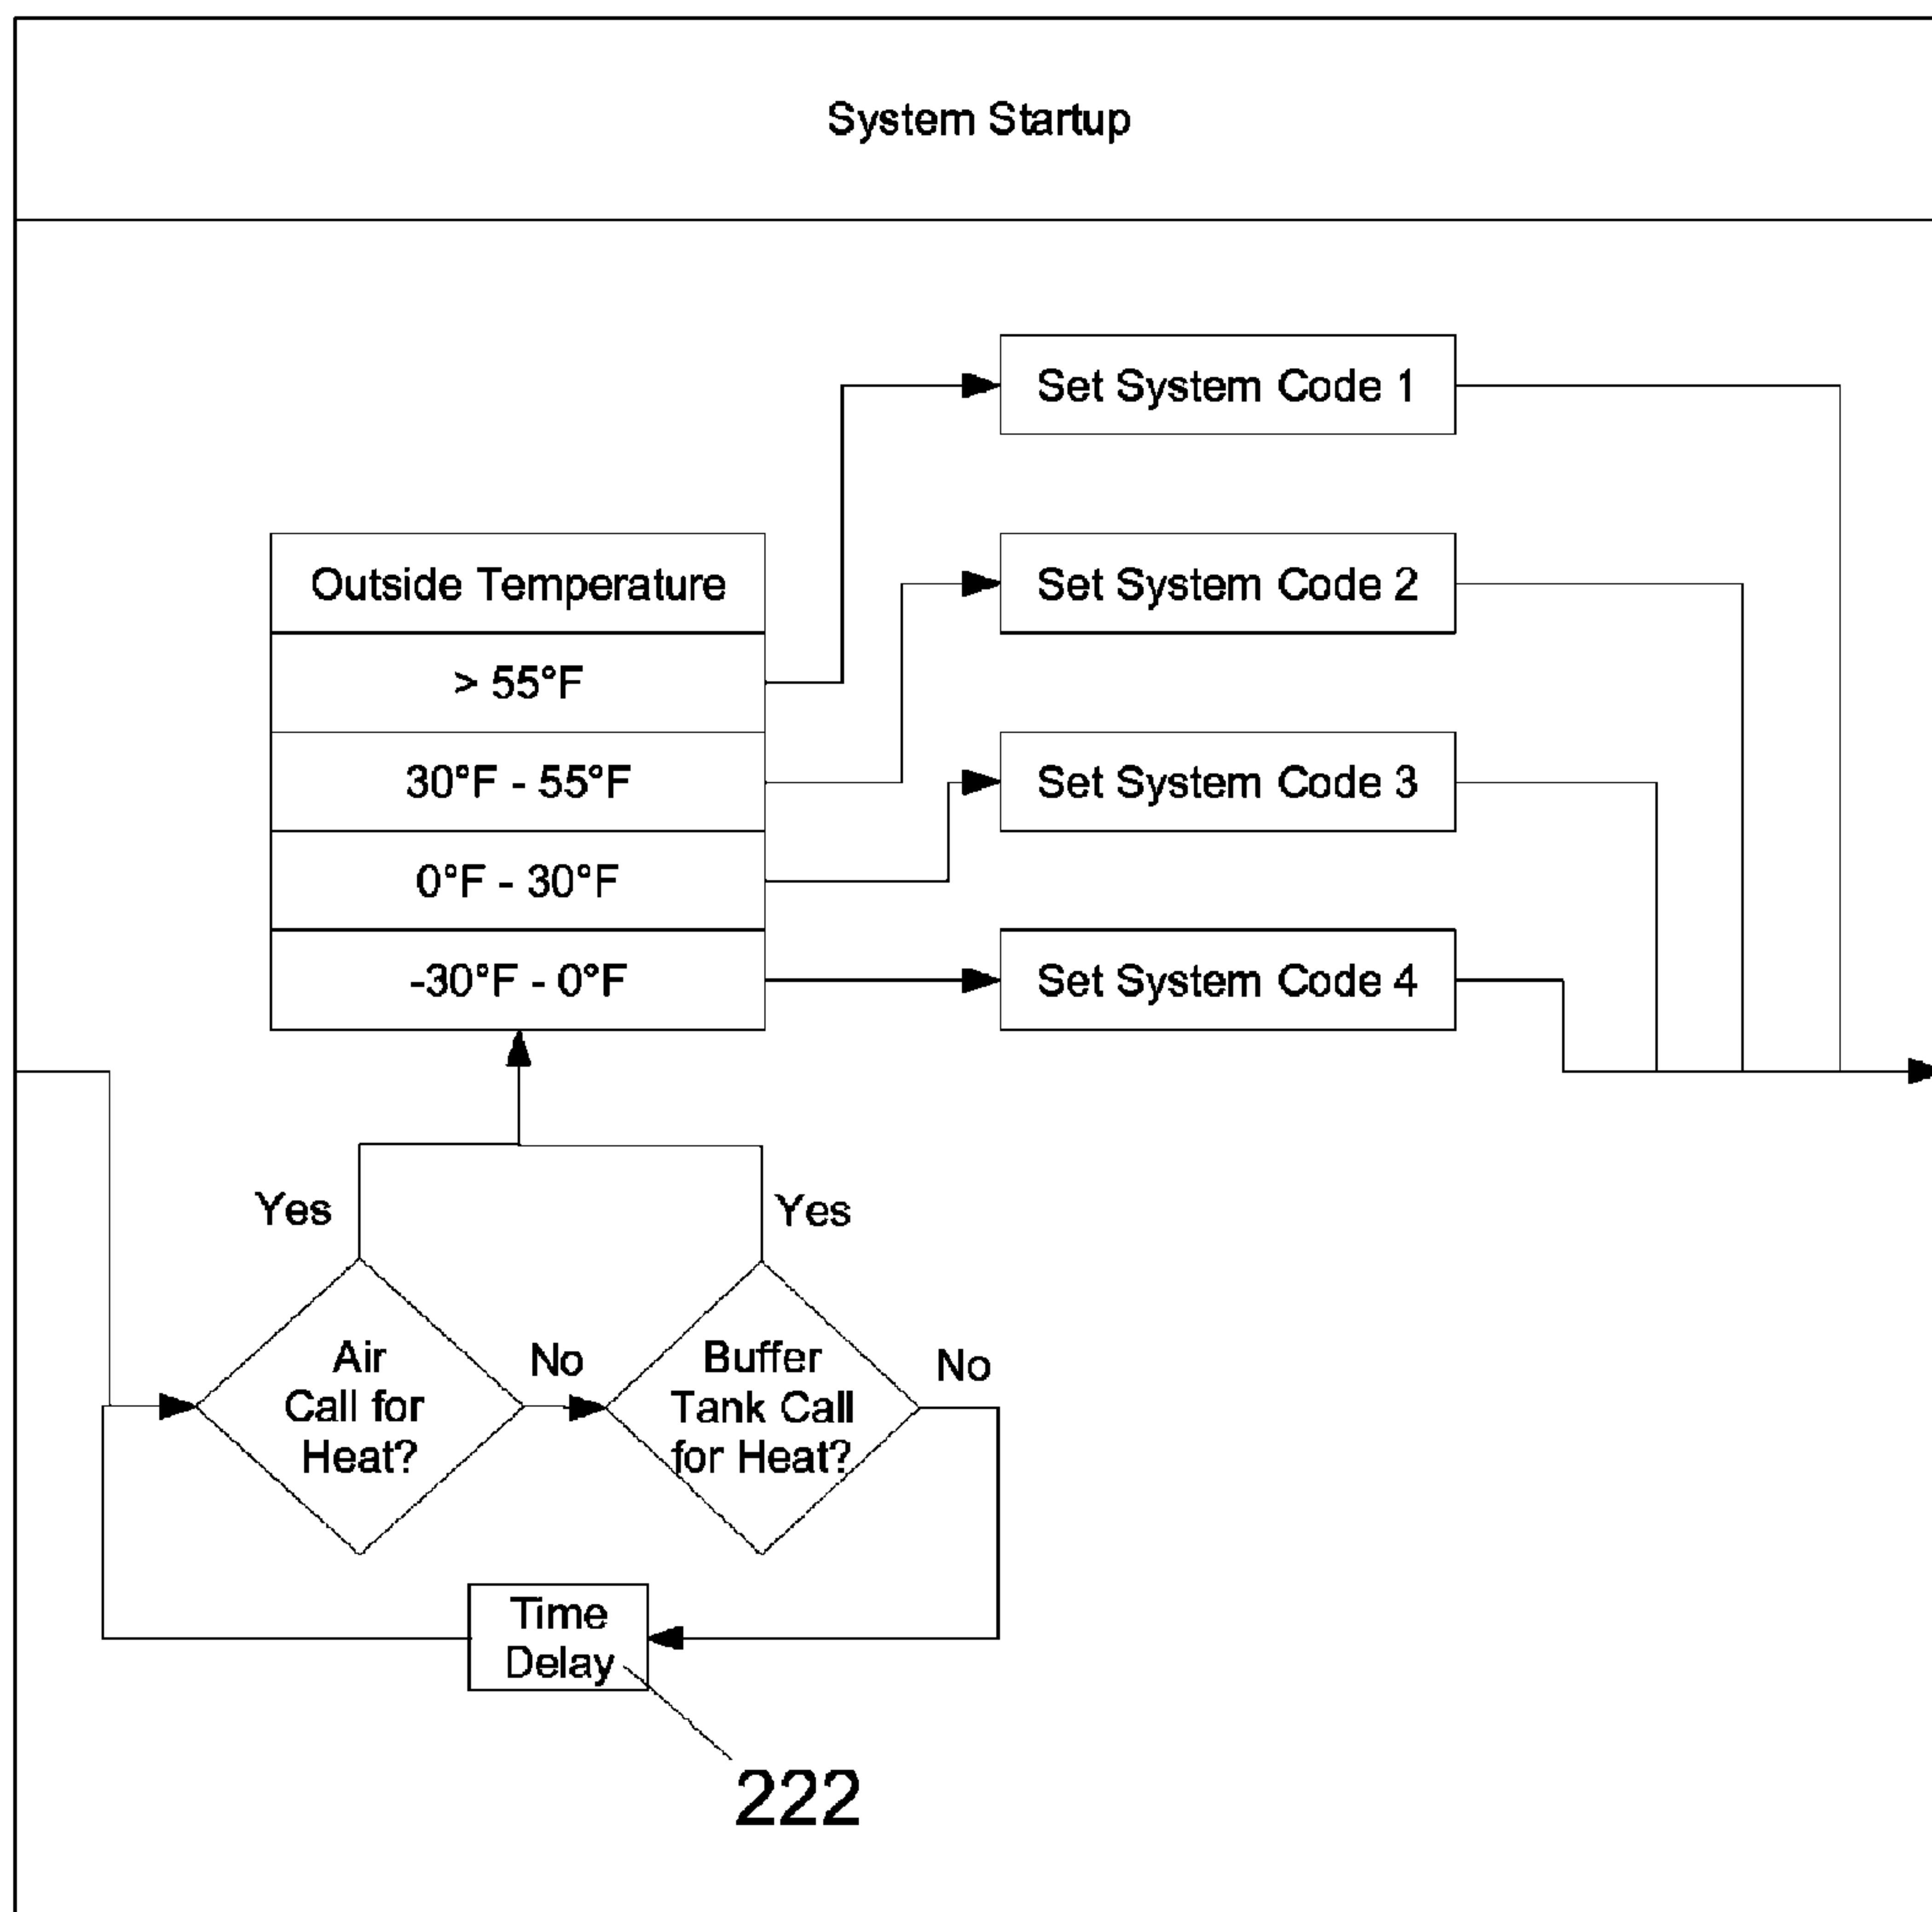 System Startup
Set System Code 1
Outside Temperature
Set System Code 2
> 55°F
30°F - 55°F
Set System Code 3
0°F - 30°F
-30°F - 0°F
Set System Code 4
Yes
Yes
Air
Call for
Heat?
No
Buffer
Tank Call
for Heat?
No
Time
Delay
222